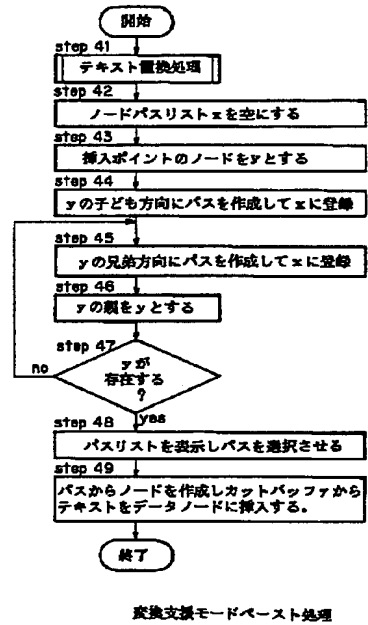 開始
step 41
テキスト置換処理
step 42
ノードパスリストxを空にする
step 43
挿入ポイントのノードをyとする
step 44
yの子ども方向にパスを作成してxに登録
step 45
yの兄弟方向にパスを作成してxに登録
step 46
yの親をyとする
step 47
yが
存在する
?
no
yes
step 48
パスリストを表示しパスを選択させる
step 49
パスからノードを作成しカットバッファから
テキストをデータノードに挿入する。
終了
変換支援モードペースト処理